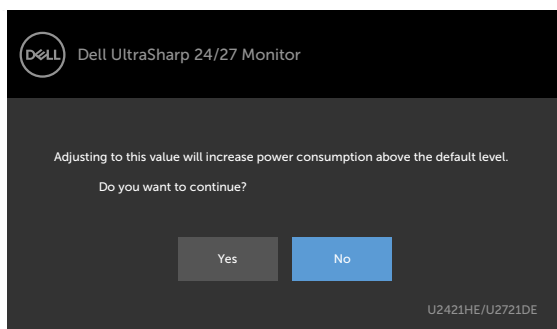 DELL
Dell UltraSharp 24/27 Monitor
Adjusting to this value will increase power consumption above the default level.
Do you want to continue?
Yes
No
U2421HE/U2721DE